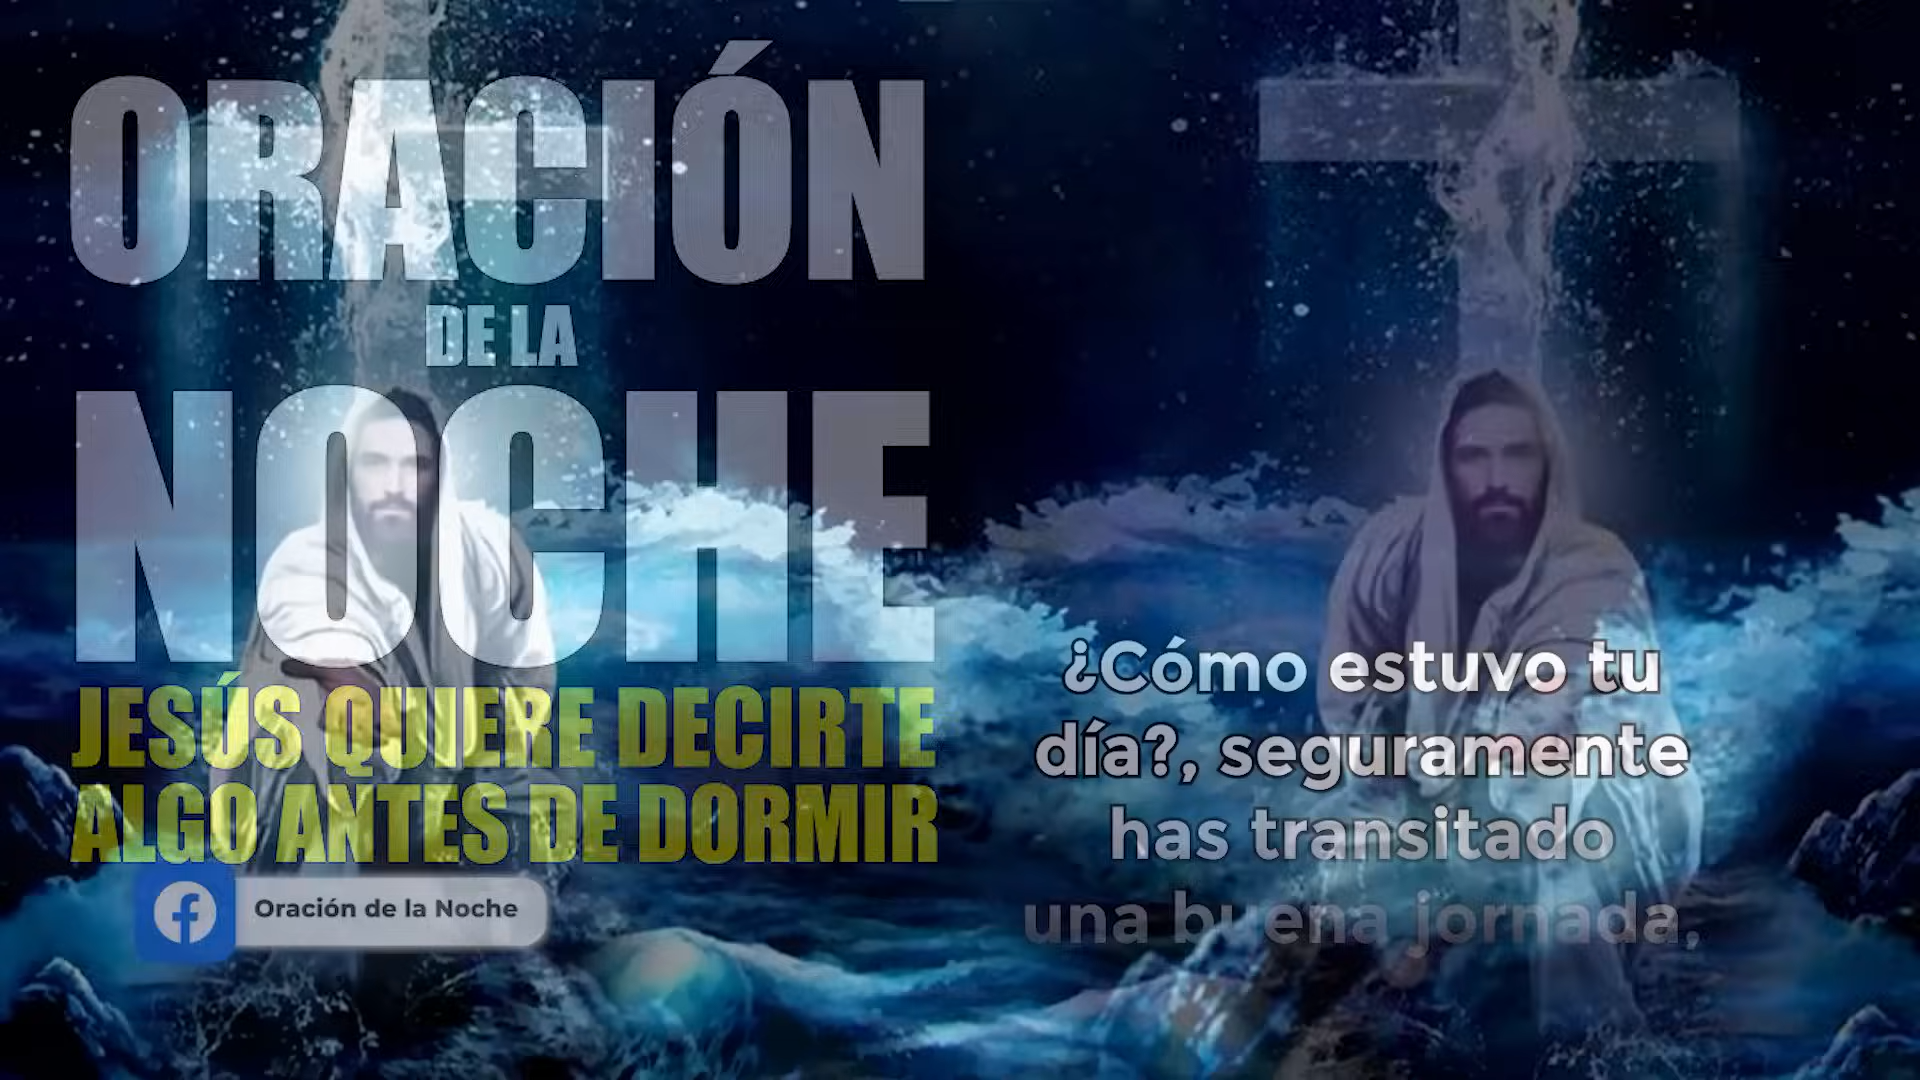 ORACIÓN
DE LA
NOCHE
JESÚS QUIERE DECIRTE
ALGO ANTES DE DORMIR
Oración de la Noche
¿Cómo estuvo tu
día?, seguramente
has transitado
una buena jornada,